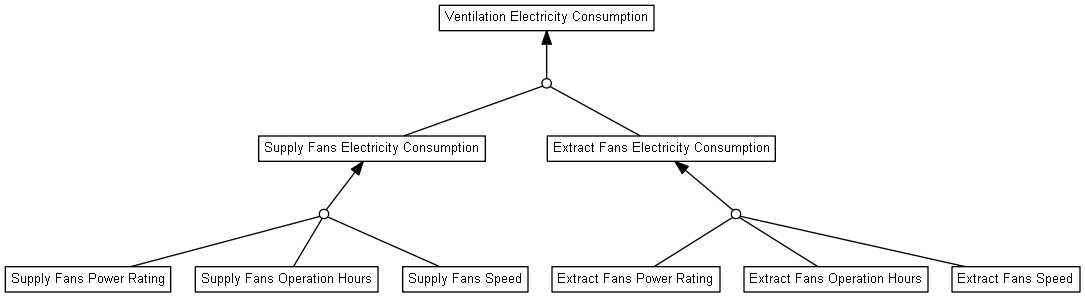 Ventilation Electricity Consumption
Supply Fans Electricity Consumption
Extract Fans Electricity Consumption
Supply Fans Power Rating
Supply Fans Operation Hours
Supply Fans Speed
Extract Fans Power Rating
Extract Fans Operation Hours
Extract Fans Speed